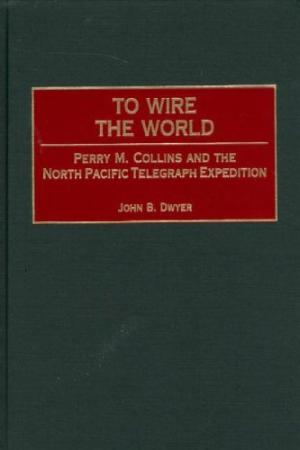 TO WIRE
THE WORLD
PERRY M. COLLINS AND THE
NORTH PACIFIC TELEGRAPH EXPEDITION
JOHN B. DWYER